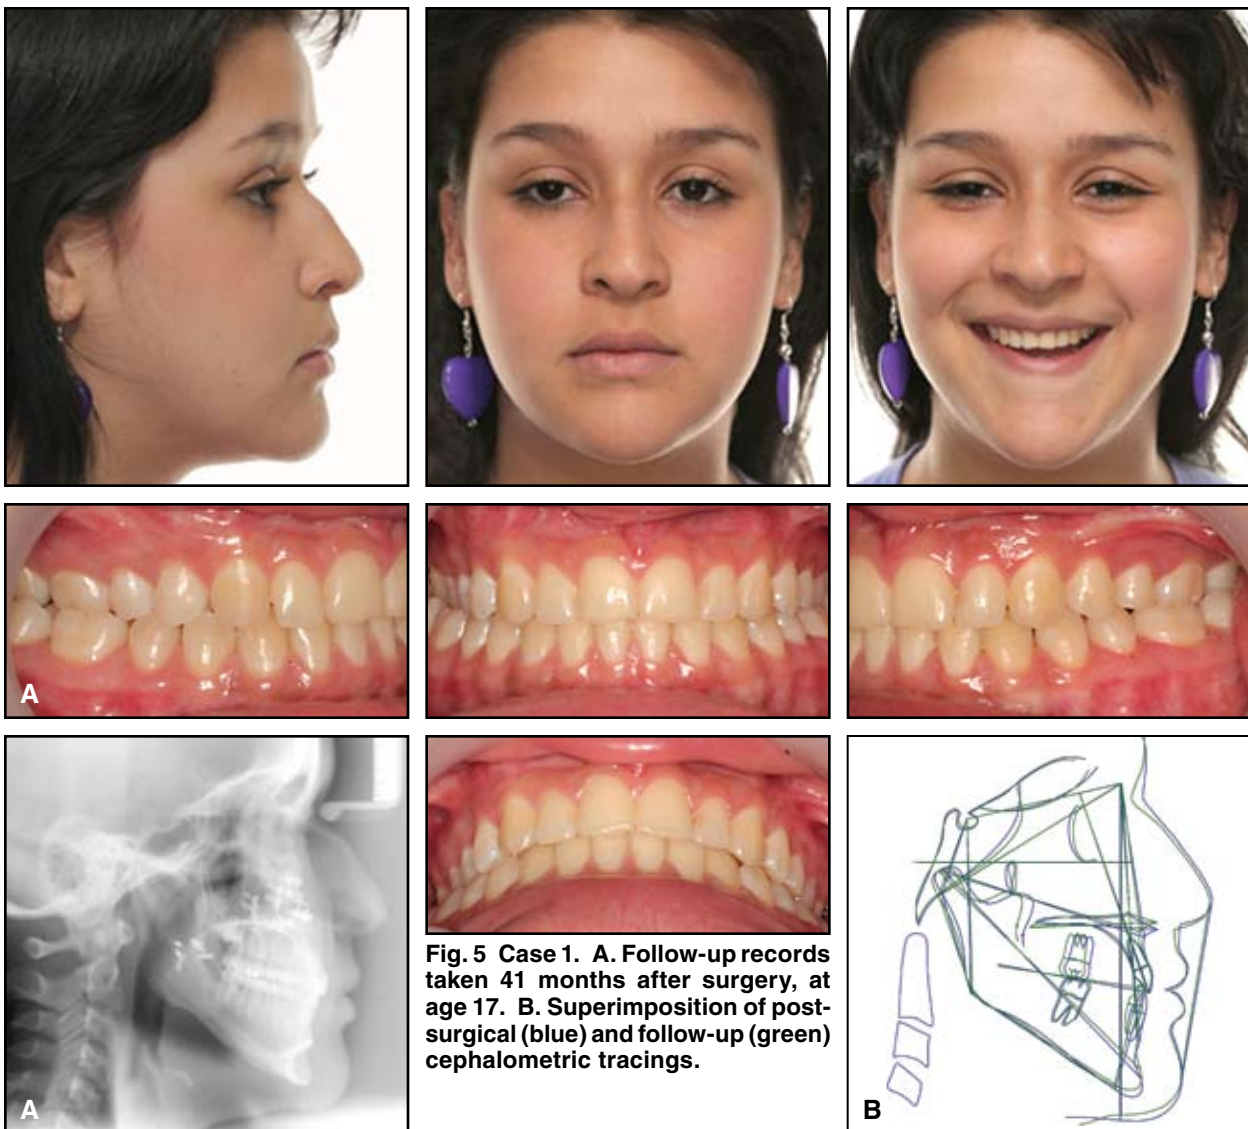 A
A
Fig. 5 Case 1. A. Follow-up records
taken 41 months after surgery, at
age 17. B. Superimposition of post-
surgical (blue) and follow-up (green)
cephalometric tracings.
B